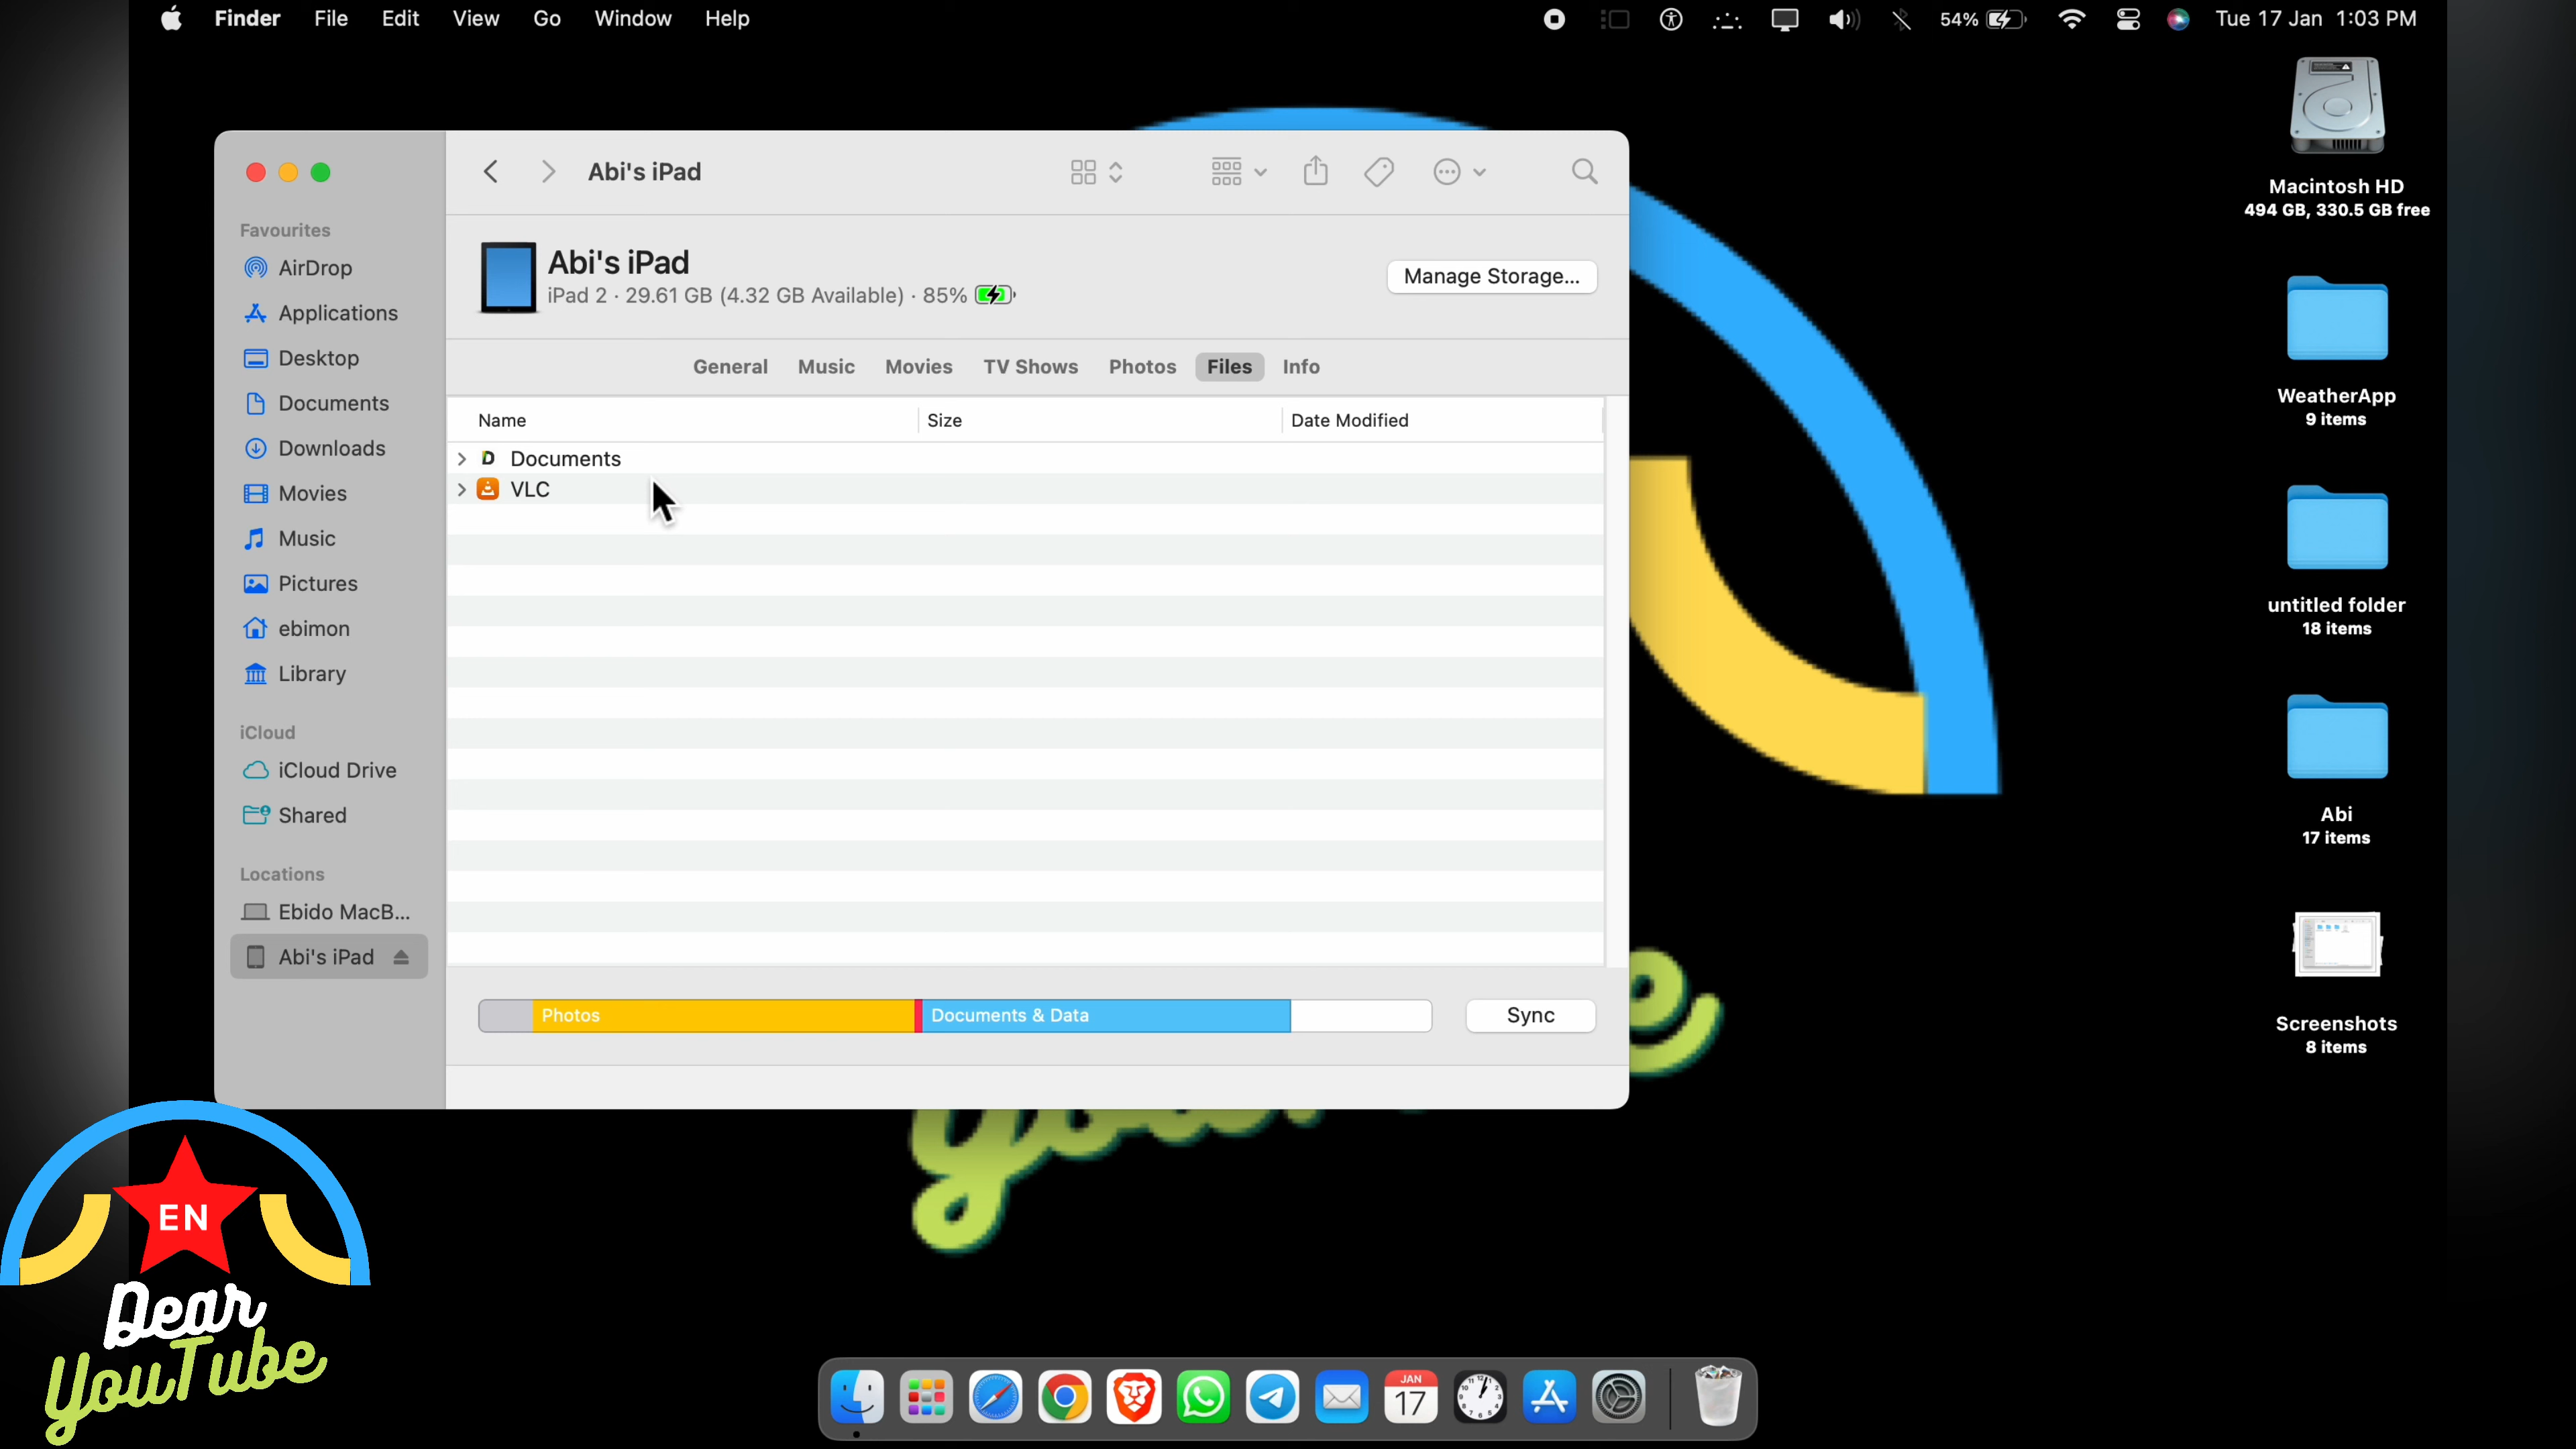 Finder File Edit View Go Window Help
54% Tue 17 Jan 1:03 PM
Macintosh HD
494 GB, 330.5 GB free
WeatherApp
9 items
untitled folder
18 items
Abi
17 items
Screenshots
8 items
Favourites
AirDrop
Applications
Desktop
Documents
Downloads
Movies
Music
Pictures
ebimon
Library
iCloud
iCloud Drive
Shared
Locations
Ebido MacB...
Abi's iPad
Abi's iPad
Abi's iPad
iPad 2 · 29.61 GB (4.32 GB Available) · 85%
Manage Storage...
General Music Movies TV Shows Photos Files Info
Name Size Date Modified
Documents
VLC
Photos Documents & Data
Sync
EN
Dear
YouTube
JAN
17